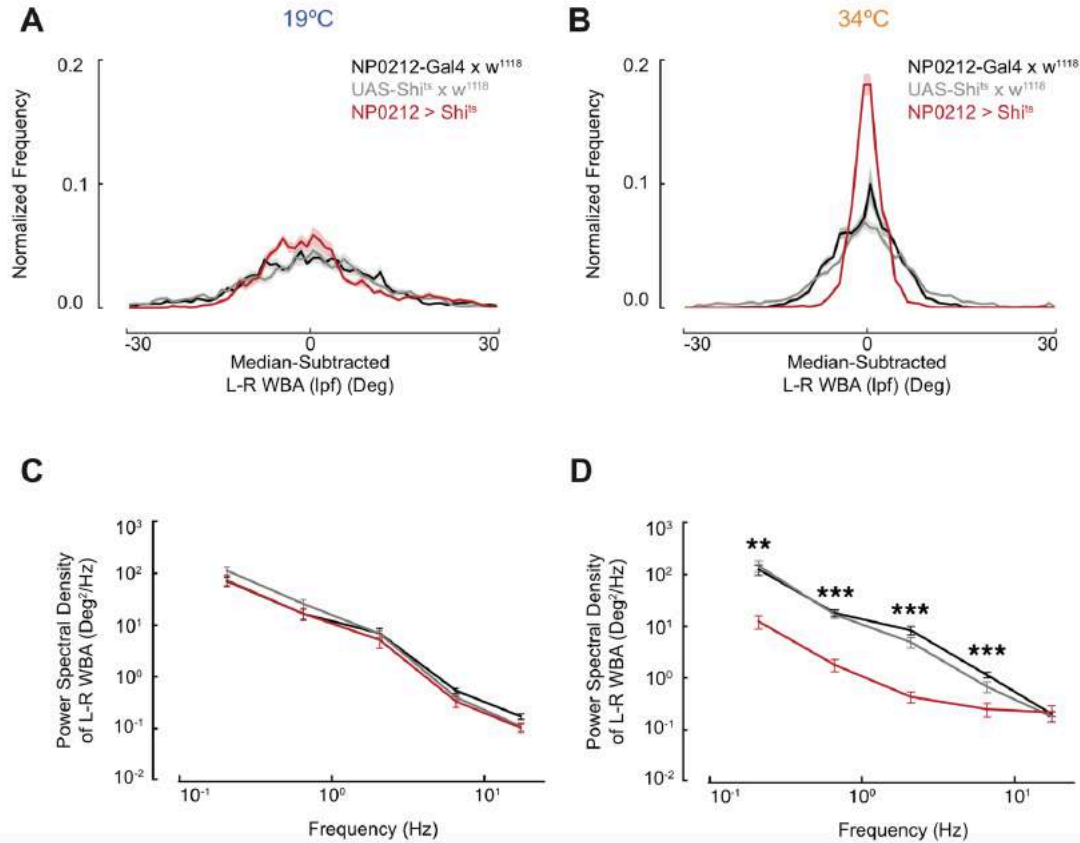 A
19ºC
NP0212-Gal4 x w¹¹¹⁸
UAS-Shiᵗˢ x w¹¹¹⁸
NP0212 > Shiᵗˢ
Normalized Frequency
0.2
0.1
0.0
-30
0
30
Median-Subtracted
L-R WBA (lpf) (Deg)
B
34ºC
NP0212-Gal4 x w¹¹¹⁸
UAS-Shiᵗˢ x w¹¹¹⁸
NP0212 > Shiᵗˢ
Normalized Frequency
0.2
0.1
0.0
-30
0
30
Median-Subtracted
L-R WBA (lpf) (Deg)
C
Power Spectral Density
of L-R WBA (Deg²/Hz)
10³
10²
10¹
10⁰
10⁻¹
10⁻²
10⁻¹
10⁰
10¹
Frequency (Hz)
D
Power Spectral Density
of L-R WBA (Deg²/Hz)
10³
10²
10¹
10⁰
10⁻¹
10⁻²
**
***
***
***
10⁻¹
10⁰
10¹
Frequency (Hz)